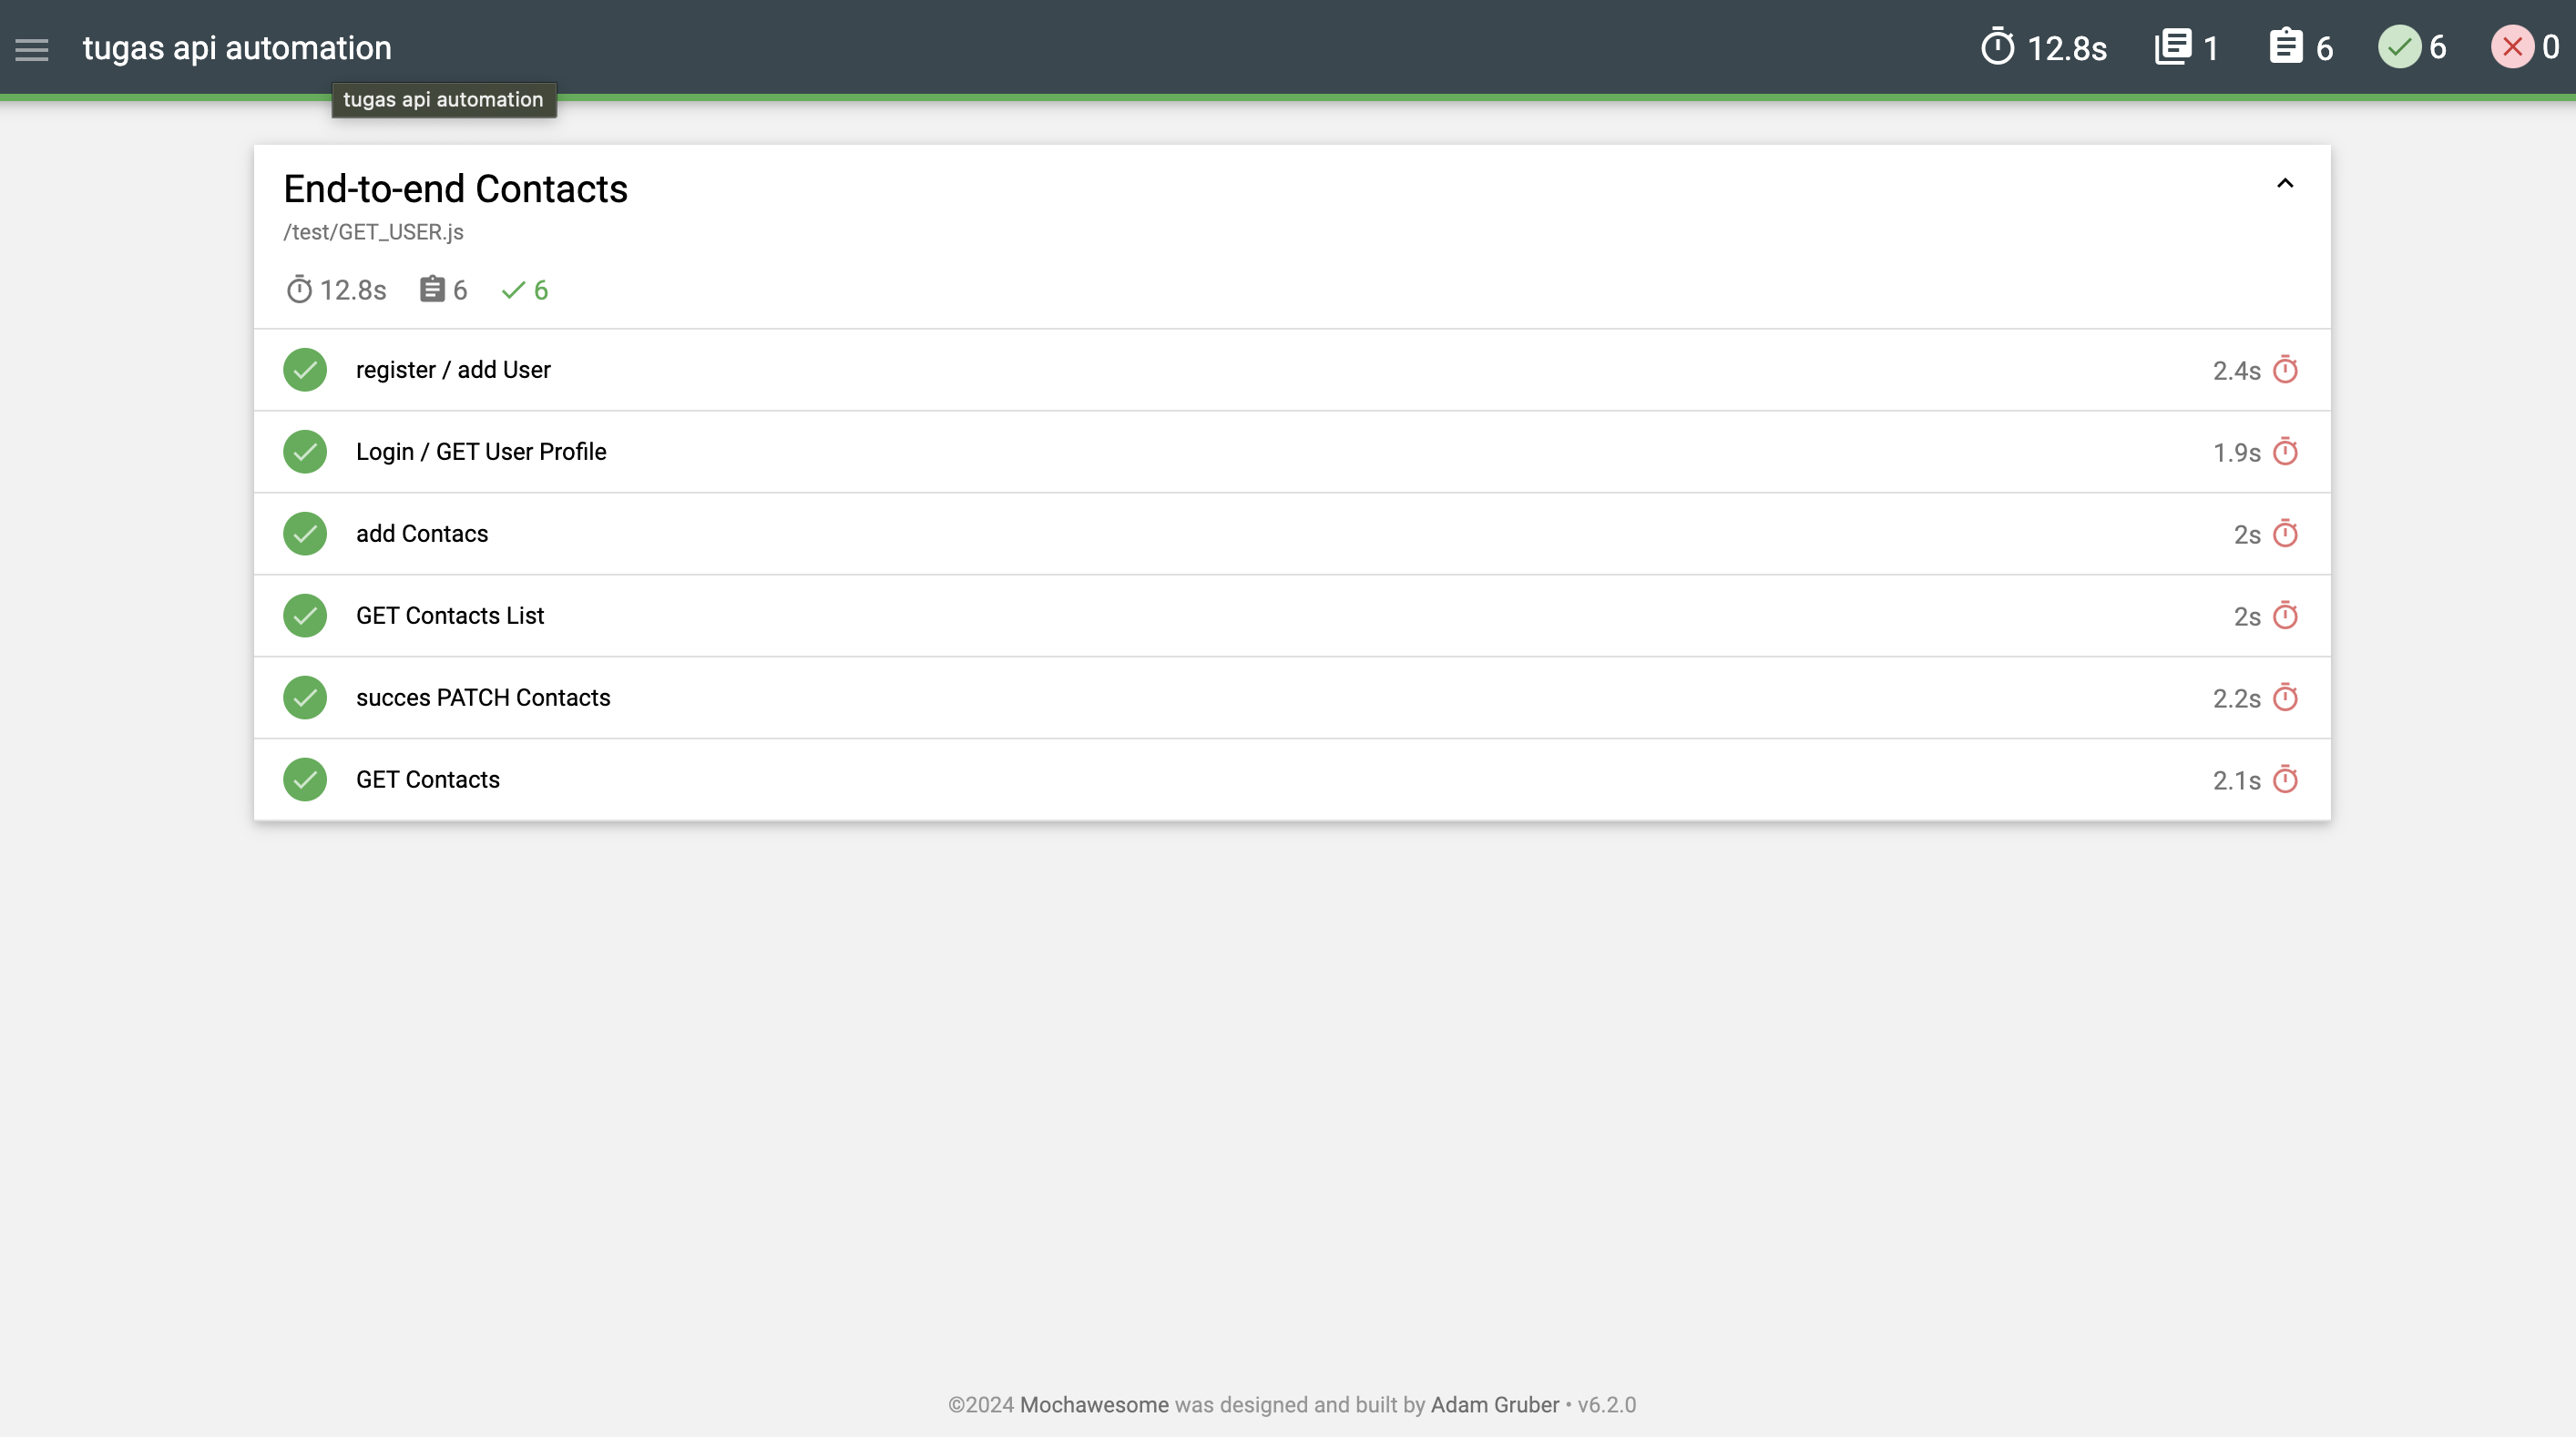 tugas api automation
12.8s 1 6 6 0
tugas api automation
End-to-end Contacts
/test/GET_USER.js
12.8s 6 6
register / add User 2.4s
Login / GET User Profile 1.9s
add Contacs 2s
GET Contacts List 2s
succes PATCH Contacts 2.2s
GET Contacts 2.1s
©2024 Mochawesome was designed and built by Adam Gruber • v6.2.0